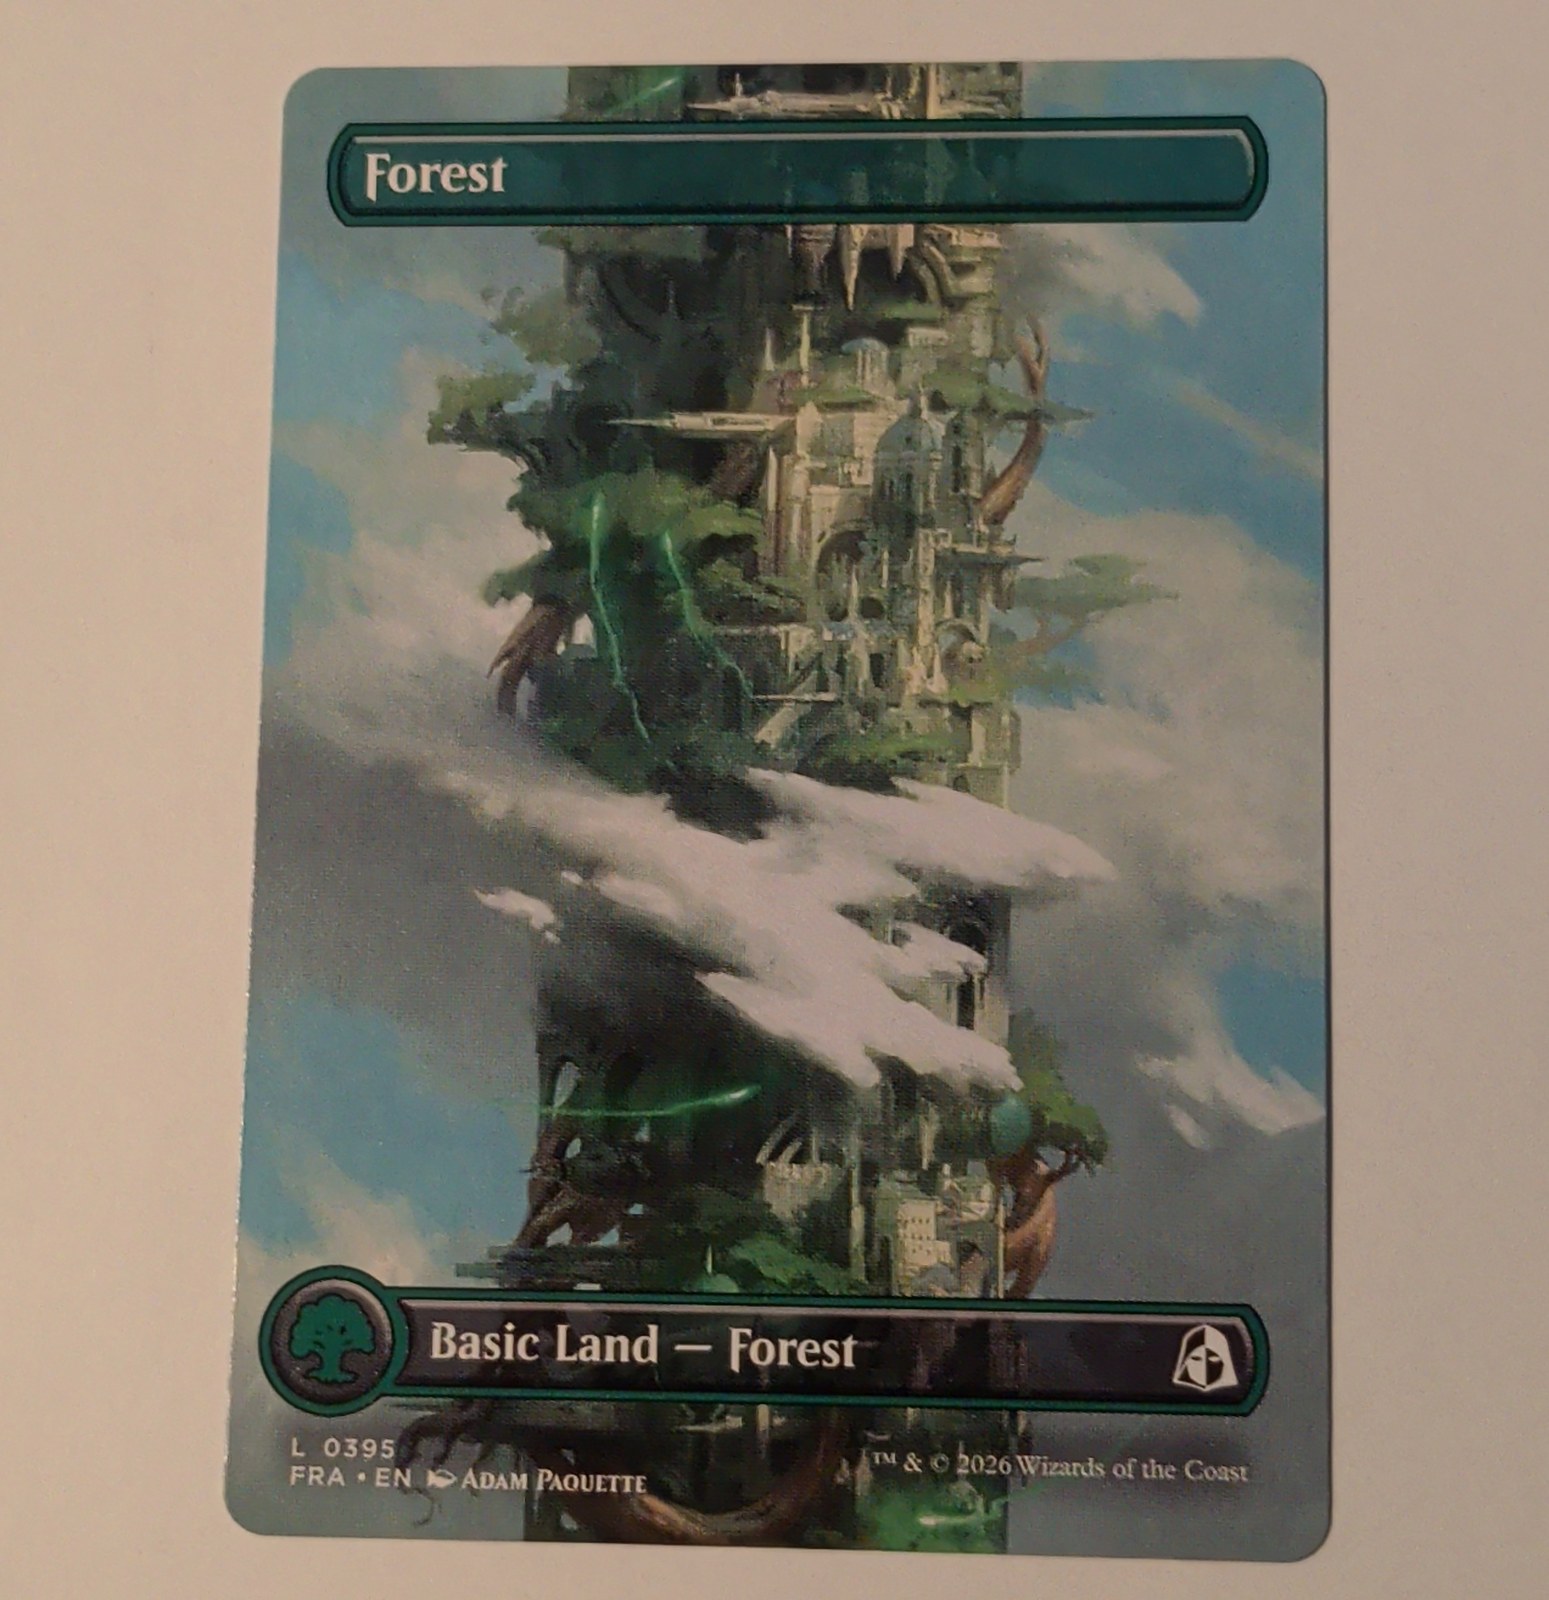 Forest
Basic Land — Forest
L 0395
FRA • EN ADAM PAQUETTE
™ & © 2026 Wizards of the Coast